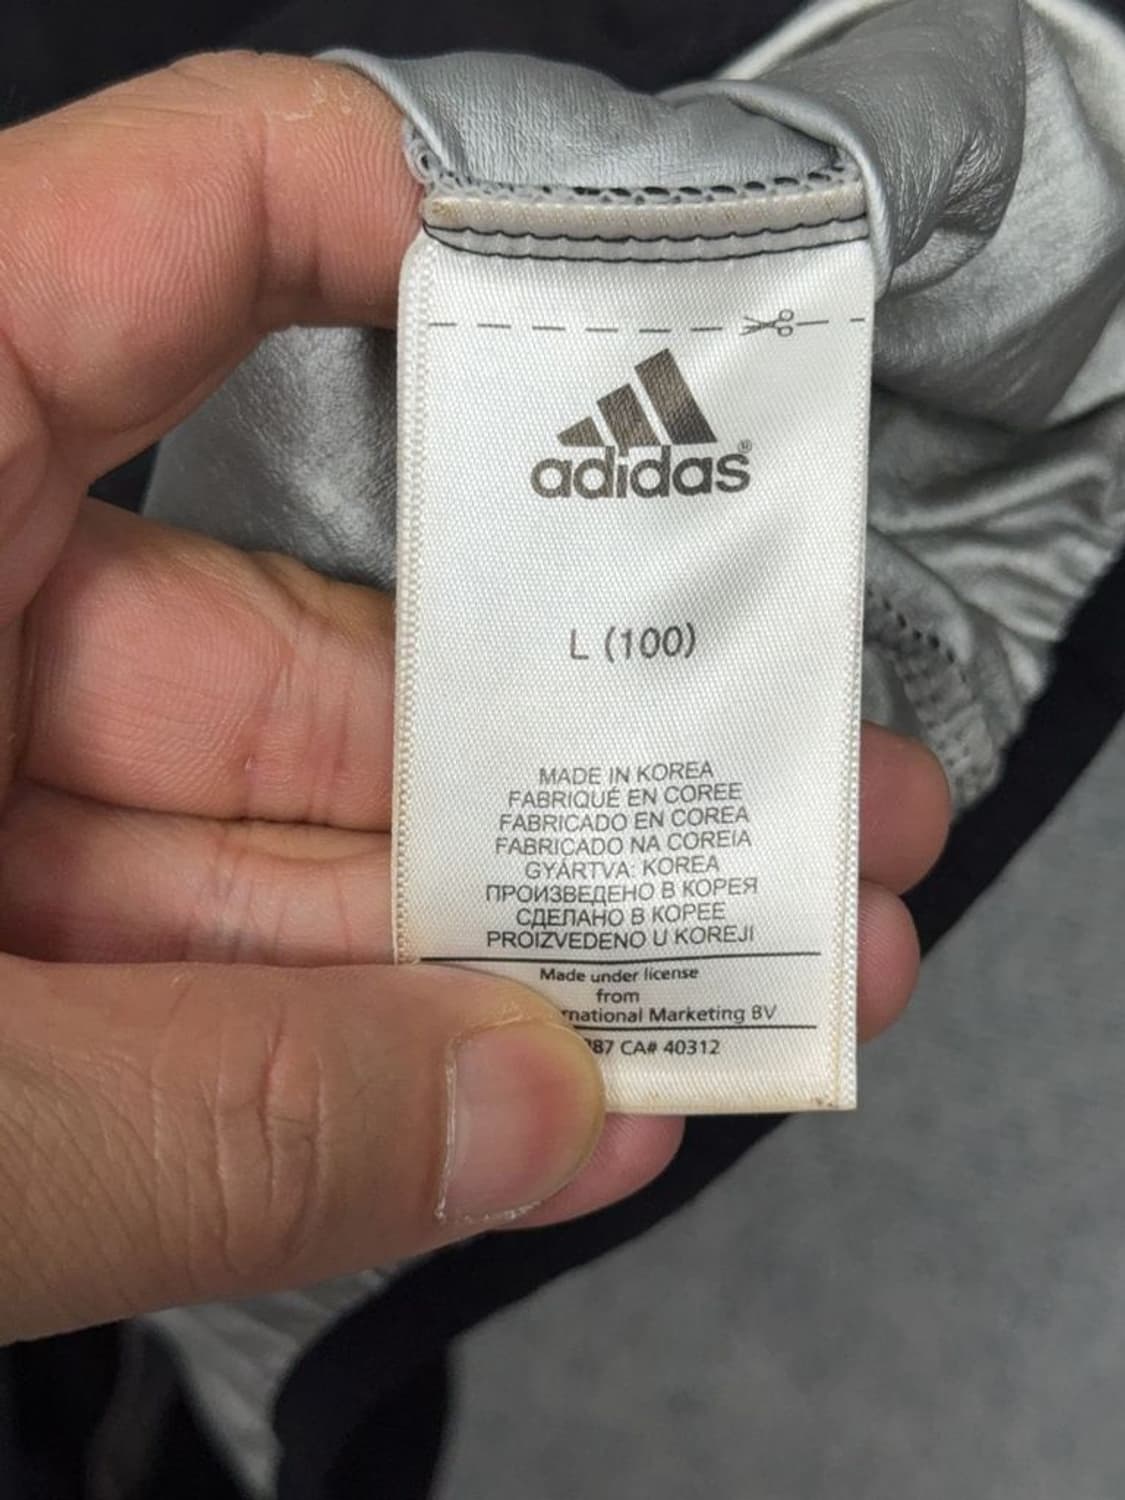 adidas®
L (100)
MADE IN KOREA
FABRIQUÉ EN COREE
FABRICADO EN COREA
FABRICADO NA COREIA
GYÁRTVA: KOREA
ПРОИЗВЕДЕНО В КОРЕЯ
СДЕЛАНО В КОРЕЕ
PROIZVEDENO U KOREJI
Made under license
from
Marketing BV
CA# 40312